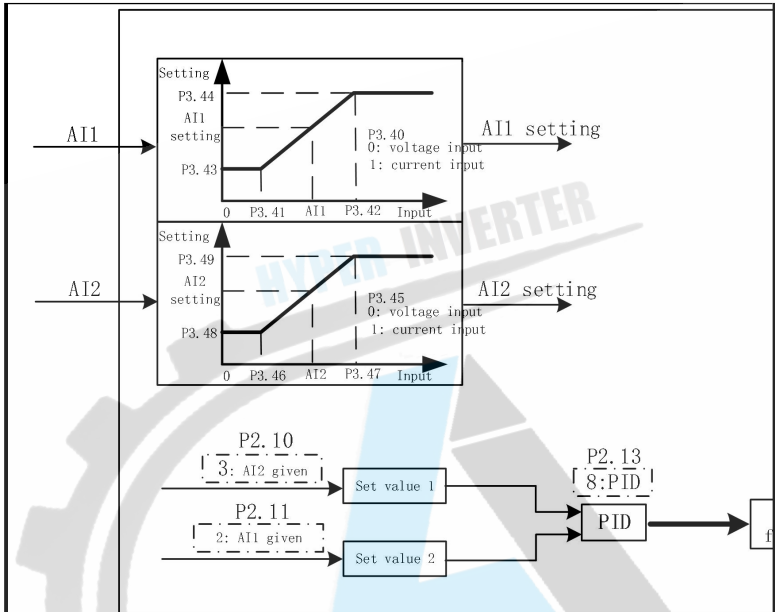 Setting
P3.44
AI1
setting
P3.43
0 P3.41 AI1 P3.42 Input
P3.40
0: voltage input
1: current input
AI1
AI1 setting
Setting
P3.49
AI2
setting
P3.48
0 P3.46 AI2 P3.47 Input
P3.45
0: voltage input
1: current input
AI2
AI2 setting
HYPER INVERTER
P2.10
3: AI2 given
Set value 1
P2.11
2: AI1 given
Set value 2
P2.13
8:PID
PID
f